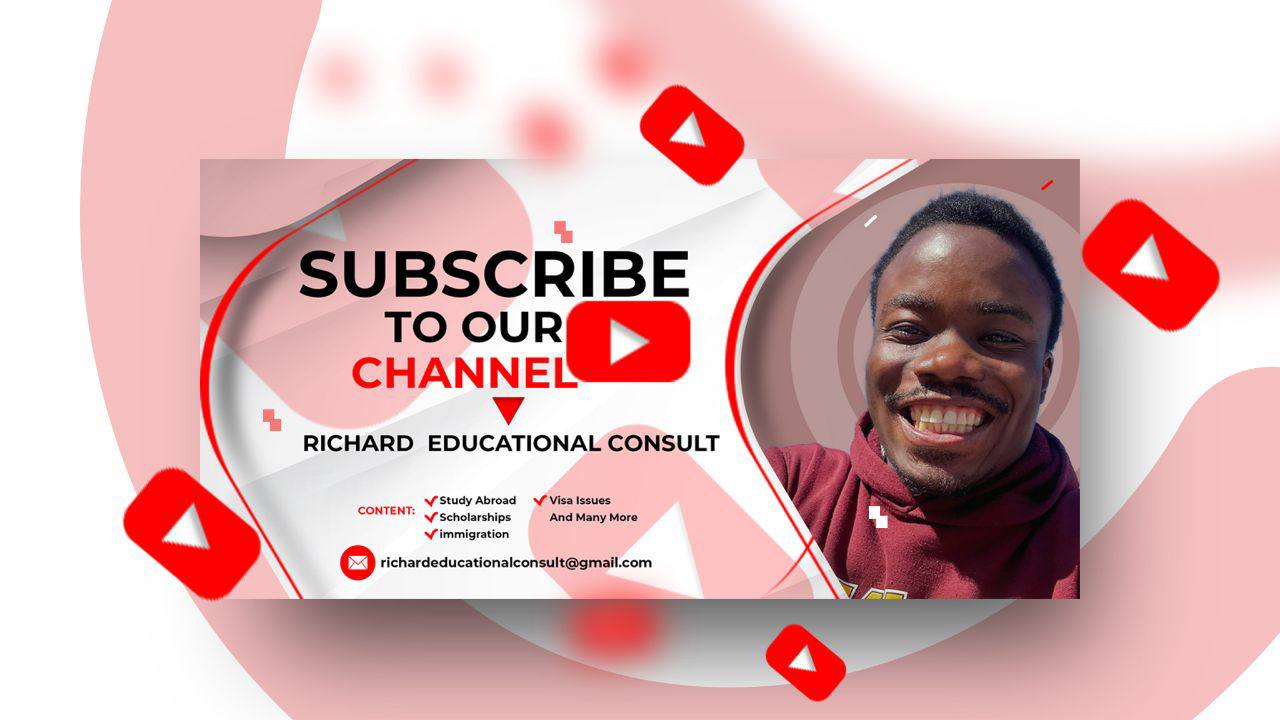 SUBSCRIBE
TO OUR
CHANNEL
RICHARD EDUCATIONAL CONSULT
CONTENT:
Study Abroad
Scholarships
immigration
Visa Issues
And Many More
richardeducationalconsult@gmail.com